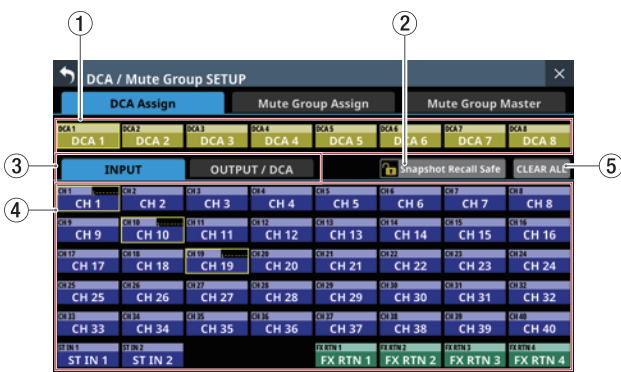 ① ②
DCA / Mute Group SETUP ×
DCA Assign Mute Group Assign Mute Group Master
DCA 1 DCA 2 DCA 3 DCA 4 DCA 5 DCA 6 DCA 7 DCA 8
DCA 1 DCA 2 DCA 3 DCA 4 DCA 5 DCA 6 DCA 7 DCA 8
③ INPUT OUTPUT / DCA Snapshot Recall Safe CLEAR ALL ⑤
CH 1 CH 2 CH 3 CH 4 CH 5 CH 6 CH 7 CH 8
④ CH 1 CH 2 CH 3 CH 4 CH 5 CH 6 CH 7 CH 8
CH 9 CH 10 CH 11 CH 12 CH 13 CH 14 CH 15 CH 16
CH 9 CH 10 CH 11 CH 12 CH 13 CH 14 CH 15 CH 16
CH 17 CH 18 CH 19 CH 20 CH 21 CH 22 CH 23 CH 24
CH 17 CH 18 CH 19 CH 20 CH 21 CH 22 CH 23 CH 24
CH 25 CH 26 CH 27 CH 28 CH 29 CH 30 CH 31 CH 32
CH 25 CH 26 CH 27 CH 28 CH 29 CH 30 CH 31 CH 32
CH 33 CH 34 CH 35 CH 36 CH 37 CH 38 CH 39 CH 40
CH 33 CH 34 CH 35 CH 36 CH 37 CH 38 CH 39 CH 40
ST IN 1 ST IN 2 FX RTN 1 FX RTN 2 FX RTN 3 FX RTN 4
ST IN 1 ST IN 2 FX RTN 1 FX RTN 2 FX RTN 3 FX RTN 4